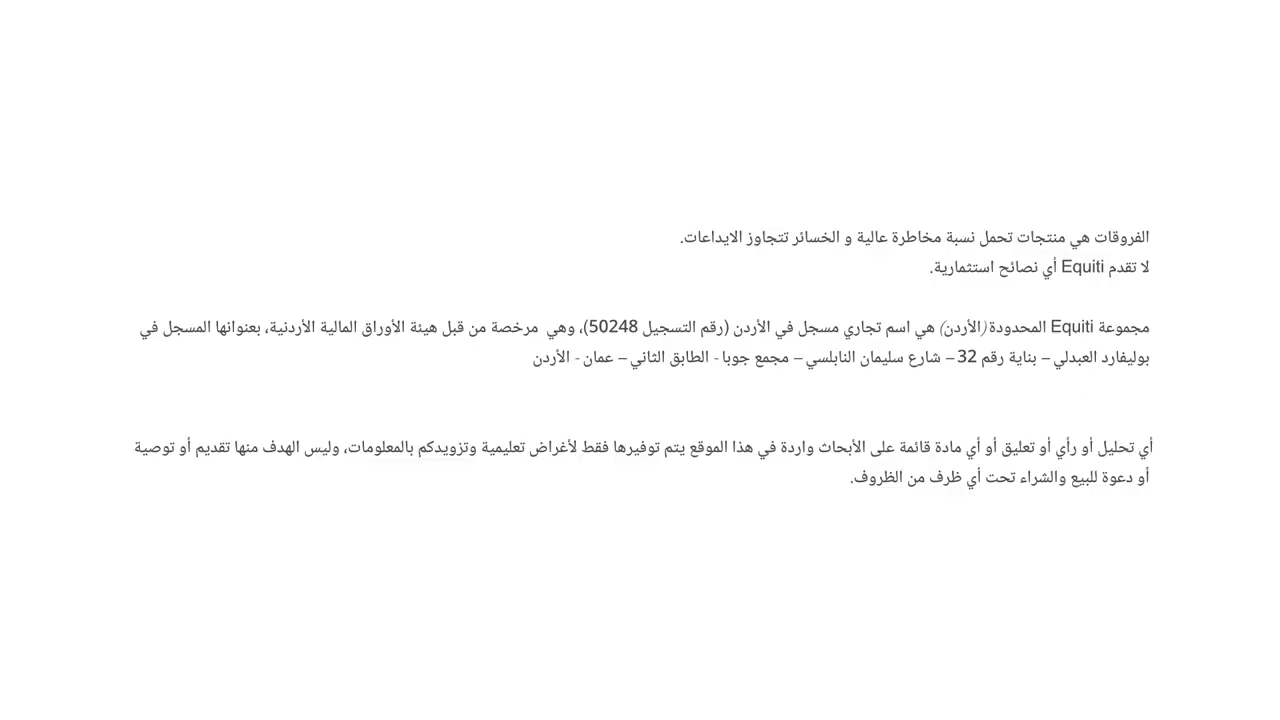 الفروقات هي منتجات تحمل نسبة مخاطرة عالية و الخسائر تتجاوز الايداعات.
لا تقدم Equiti أي نصائح استثمارية.
مجموعة Equiti المحدودة (الأردن) هي اسم تجاري مسجل في الأردن (رقم التسجيل 50248)، وهي مرخصة من قبل هيئة الأوراق المالية الأردنية، بعنوانها المسجل في
بوليفارد العبدلي – بناية رقم 32 – شارع سليمان النابلسي – مجمع جوبا - الطابق الثاني – عمان - الأردن
أي تحليل أو رأي أو تعليق أو أي مادة قائمة على الأبحاث واردة في هذا الموقع يتم توفيرها فقط لأغراض تعليمية وتزويدكم بالمعلومات، وليس الهدف منها تقديم أو توصية
أو دعوة للبيع والشراء تحت أي ظرف من الظروف.